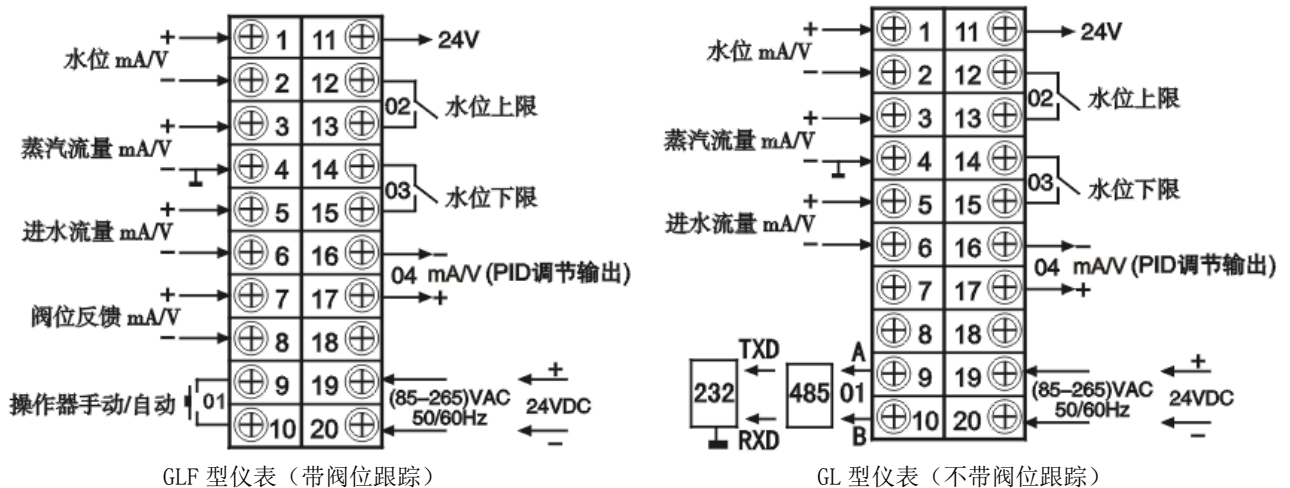 水位 mA/V
+
−
蒸汽流量 mA/V
+
−
进水流量 mA/V
+
−
阀位反馈 mA/V
+
−
操作器手动/自动
01
1 11
2 12
3 13
4 14
5 15
6 16
7 17
8 18
9 19
10 20
24V
02 水位上限
03 水位下限
−
04 mA/V (PID调节输出)
+
(85–265)VAC
50/60Hz
+
24VDC
−
GLF 型仪表（带阀位跟踪）
水位 mA/V
+
−
蒸汽流量 mA/V
+
−
进水流量 mA/V
+
−
TXD
232
RXD
485
A
01
B
1 11
2 12
3 13
4 14
5 15
6 16
7 17
8 18
9 19
10 20
24V
02 水位上限
03 水位下限
−
04 mA/V (PID调节输出)
+
(85–265)VAC
50/60Hz
+
24VDC
−
GL 型仪表（不带阀位跟踪）